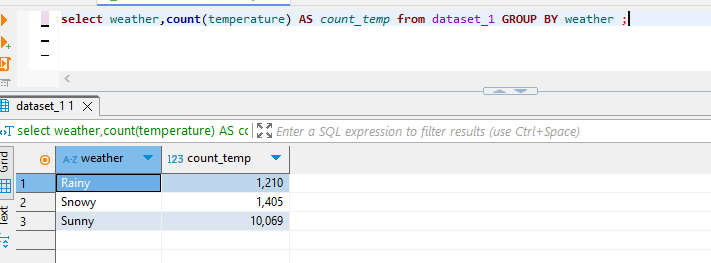 select weather,count(temperature) AS count_temp from dataset_1 GROUP BY weather ;
dataset_1 1
select weather,count(temperature) AS cc
Enter a SQL expression to filter results (use Ctrl+Space)
Grid
Text
A-Z weather
123 count_temp
1 Rainy 1,210
2 Snowy 1,405
3 Sunny 10,069